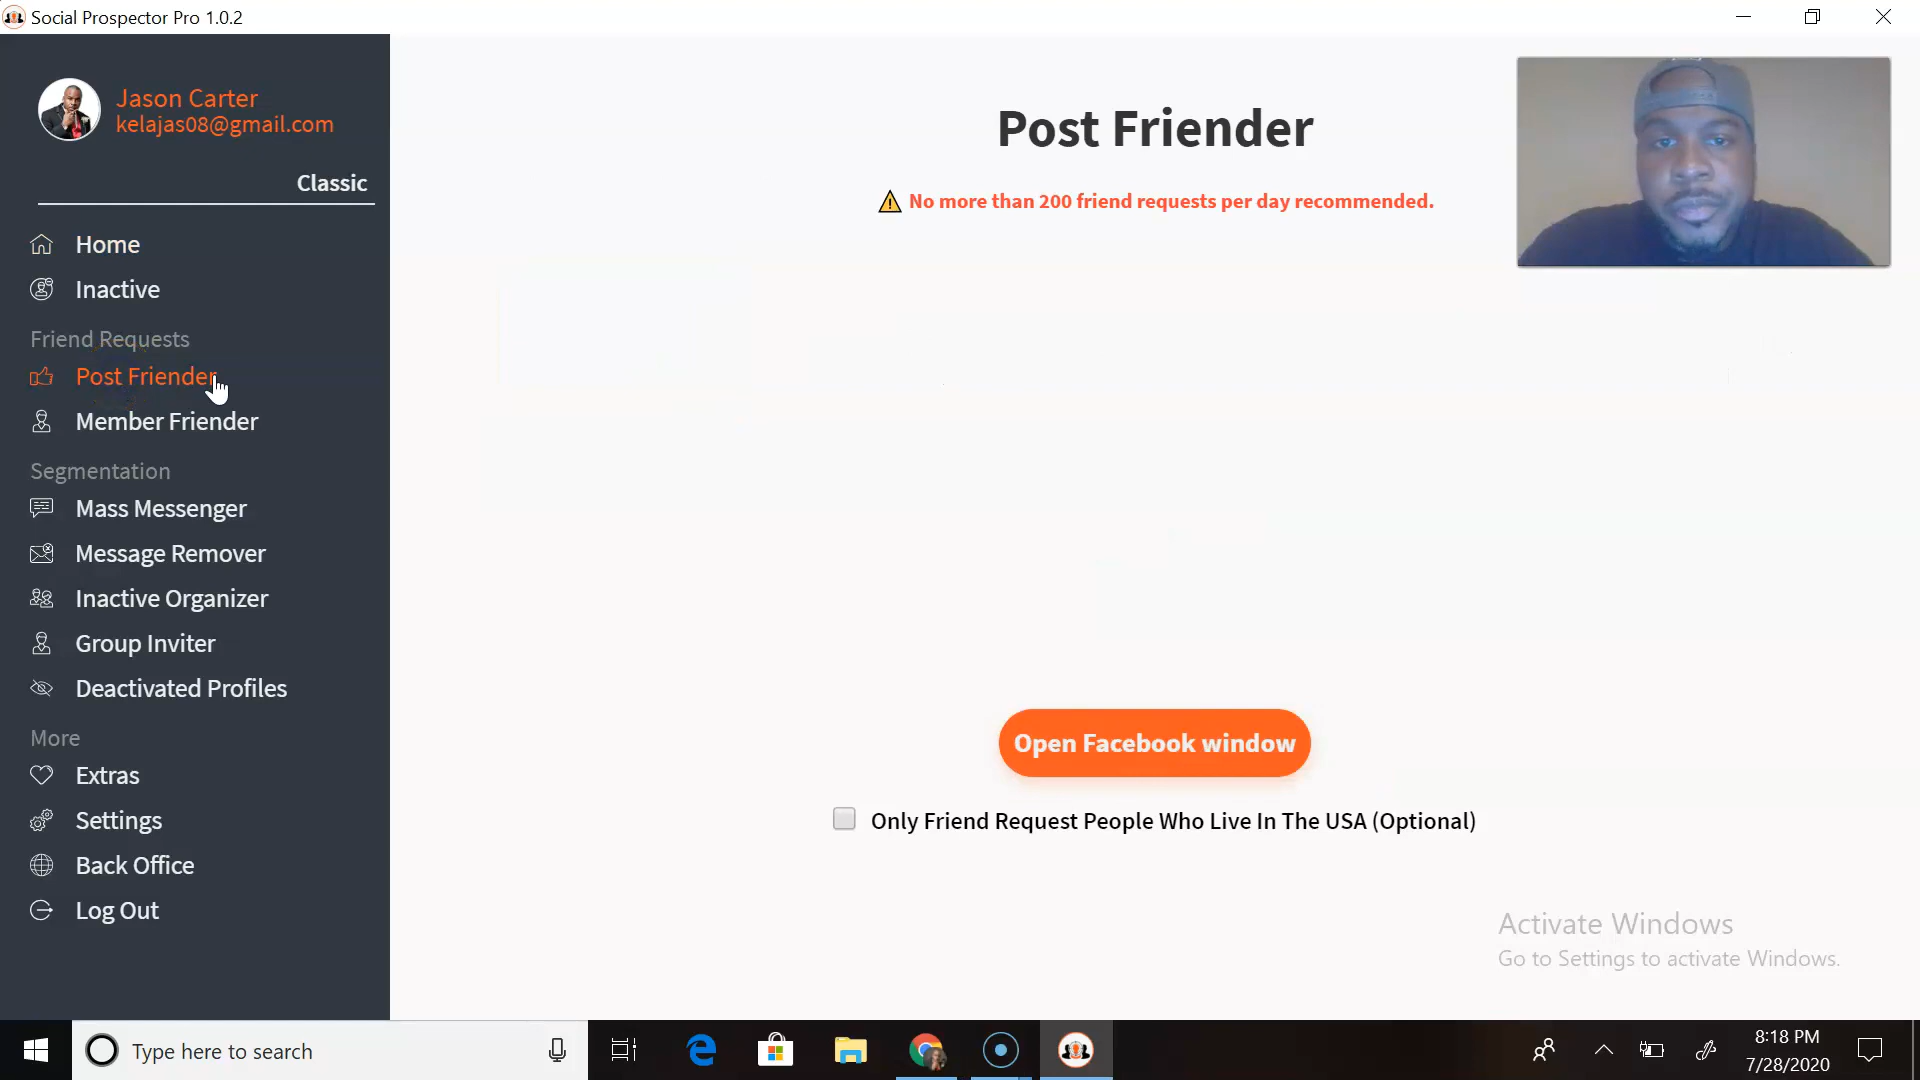 Social Prospector Pro 1.0.2
Jason Carter
kelajas08@gmail.com
Classic
Home
Inactive
Friend Requests
Post Friender
Member Friender
Segmentation
Mass Messenger
Message Remover
Inactive Organizer
Group Inviter
Deactivated Profiles
More
Extras
Settings
Back Office
Log Out
Post Friender
No more than 200 friend requests per day recommended.
Open Facebook window
Only Friend Request People Who Live In The USA (Optional)
Activate Windows
Go to Settings to activate Windows.
Type here to search
8:18 PM
7/28/2020